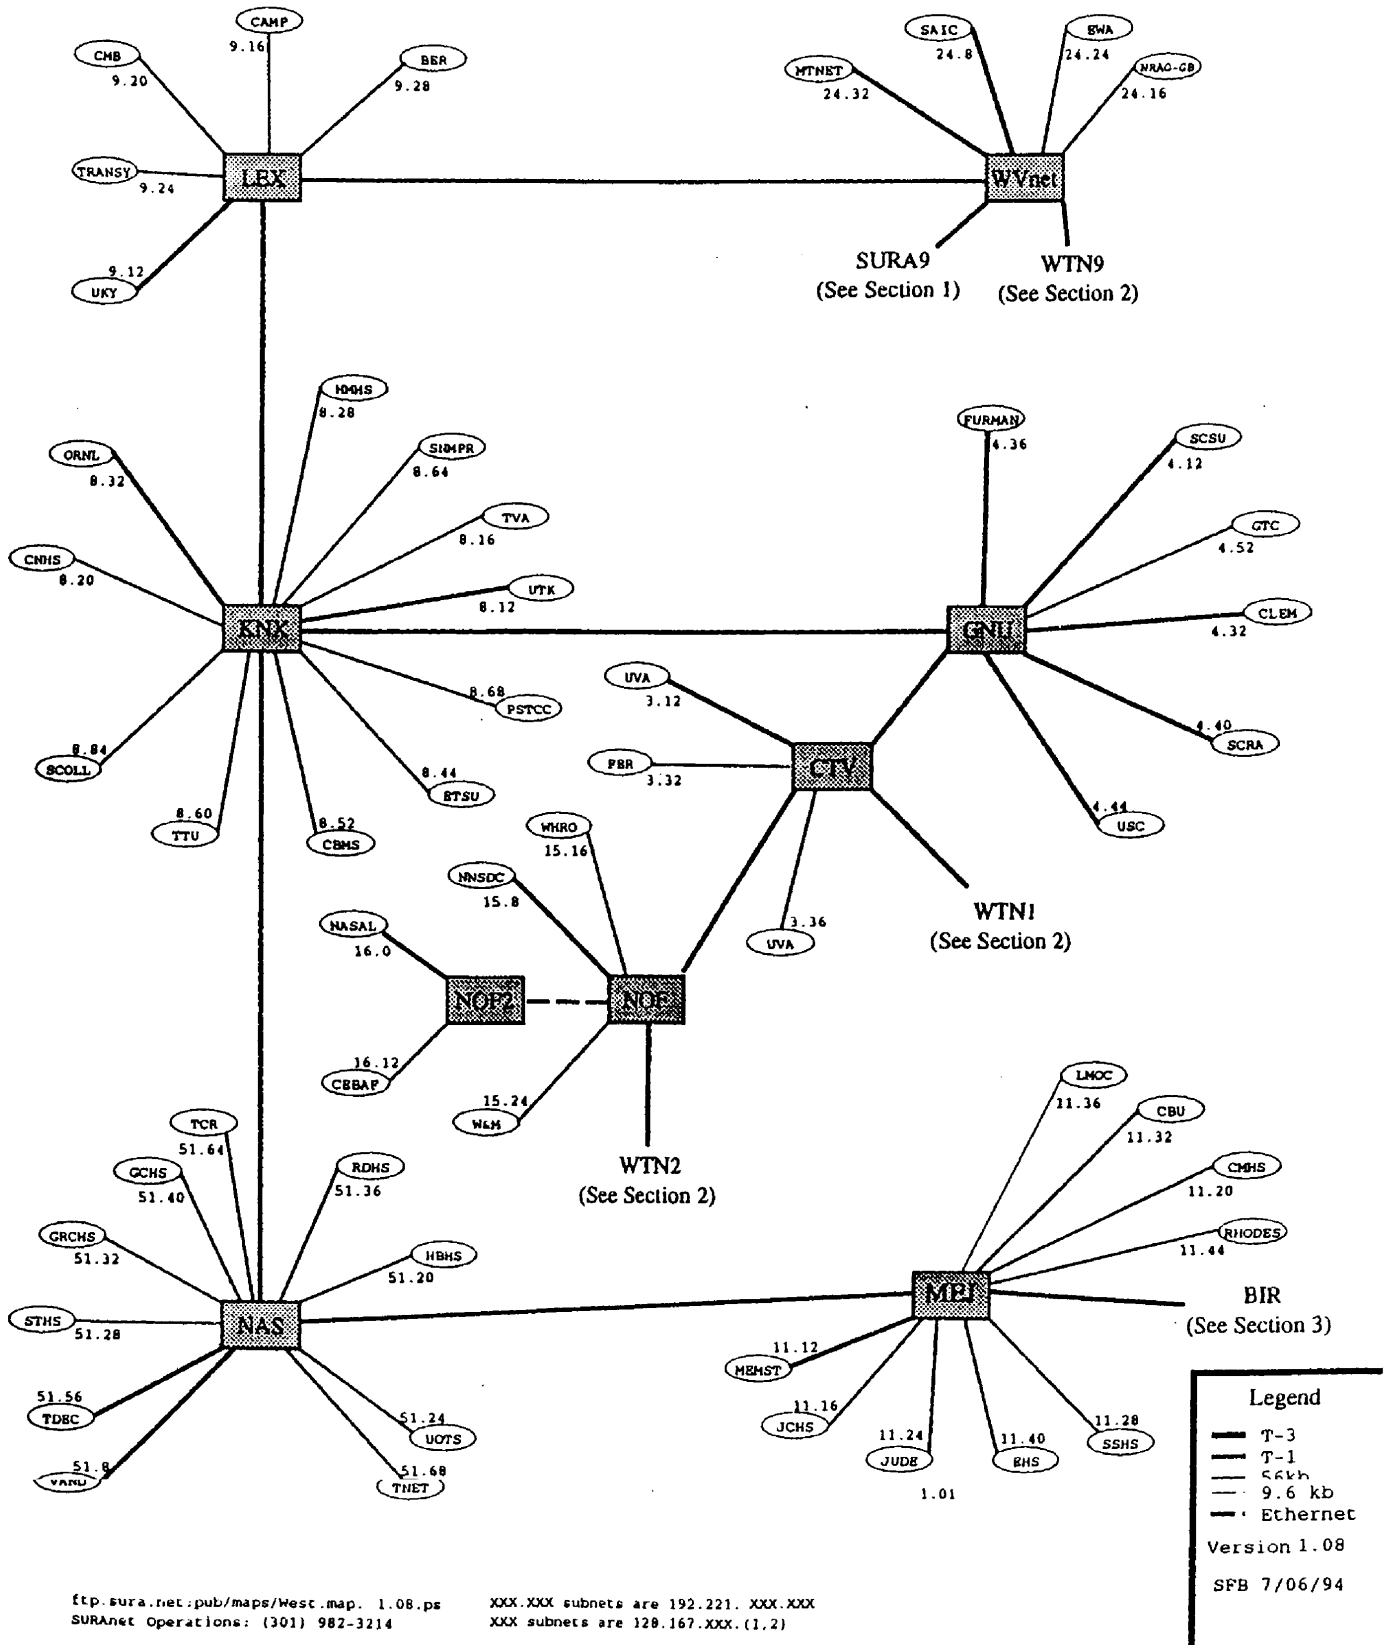 CAMP
9.16
CMB
9.20
BER
9.28
TRANSY
9.24
LEX
9.12
UKY
SAIC
24.8
BWA
24.24
MTNET
24.32
NRAO-GB
24.16
WVnet
SURA9
(See Section 1)
WTN9
(See Section 2)
HMHS
8.28
ORNL
8.32
SNMPR
8.64
TVA
8.16
CNHS
8.20
UTK
8.12
KNX
8.68
PSTCC
8.84
SCOLL
8.44
ETSU
8.60
TTU
8.52
CBMS
FURMAN
4.36
SCSU
4.12
GTC
4.52
CLEM
4.32
GNU
4.40
SCRA
4.44
USC
UVA
3.12
PBR
3.32
CTV
3.36
UVA
WTN1
(See Section 2)
WHRO
15.16
NNSDC
15.8
NASAL
16.0
NOF2
NOF
16.12
CEBAF
15.24
W&M
WTN2
(See Section 2)
TCR
51.64
GCHS
51.40
RDHS
51.36
GRCHS
51.32
HBHS
51.20
STHS
51.28
NAS
51.56
TDEC
51.8
VAND
51.24
UOTS
51.68
TNET
LMOC
11.36
CBU
11.32
CMHS
11.20
RHODES
11.44
MEJ
BIR
(See Section 3)
11.12
MEMST
11.16
JCHS
11.24
JUDE
11.40
EHS
11.28
SSHS
1.01
Legend
T-3
T-1
56kb
9.6 kb
Ethernet
Version 1.08
SFB 7/06/94
ftp.sura.net:pub/maps/West.map. 1.08.ps
SURAnet Operations: (301) 982-3214
XXX.XXX subnets are 192.221. XXX.XXX
XXX subnets are 128.167.XXX.(1,2)